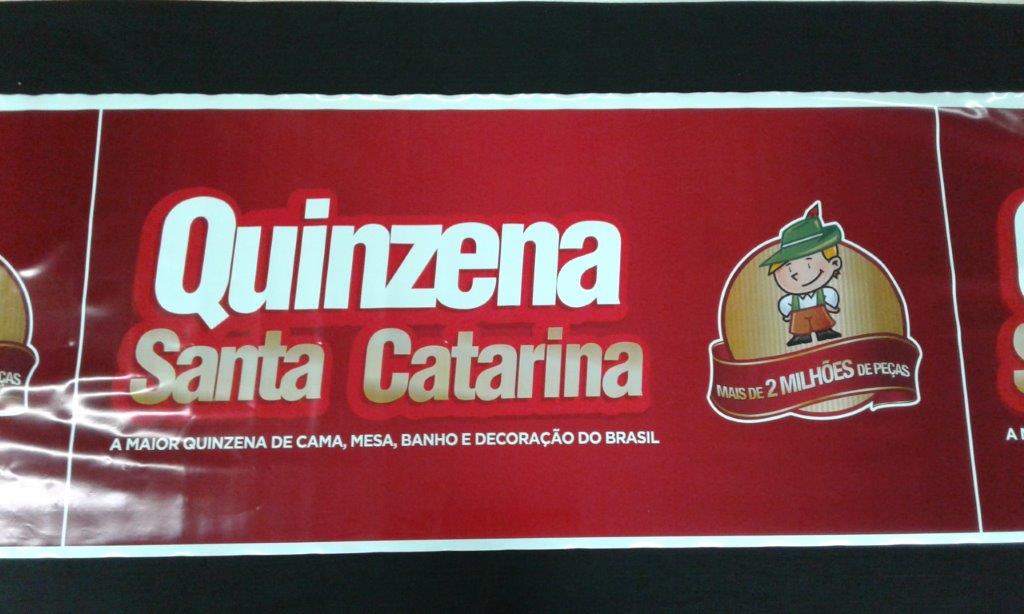 Quinzena
Santa Catarina
A MAIOR QUINZENA DE CAMA, MESA, BANHO E DECORAÇÃO DO BRASIL
MAIS DE 2 MILHÕES DE PEÇAS